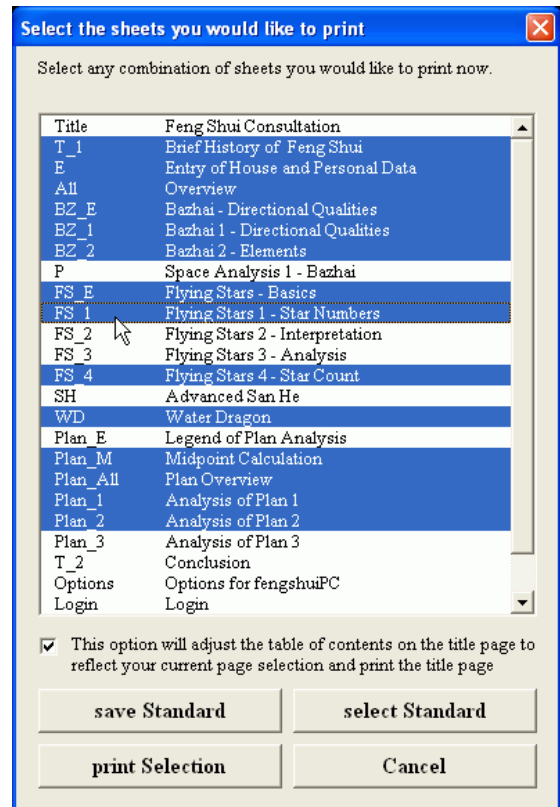 Select the sheets you would like to print
Select any combination of sheets you would like to print now.
Title Feng Shui Consultation
T_1 Brief History of Feng Shui
E Entry of House and Personal Data
All Overview
BZ_E Bazhai - Directional Qualities
BZ_1 Bazhai 1 - Directional Qualities
BZ_2 Bazhai 2 - Elements
P Space Analysis 1 - Bazhai
FS_E Flying Stars - Basics
FS_1 Flying Stars 1 - Star Numbers
FS_2 Flying Stars 2 - Interpretation
FS_3 Flying Stars 3 - Analysis
FS_4 Flying Stars 4 - Star Count
SH Advanced San He
WD Water Dragon
Plan_E Legend of Plan Analysis
Plan_M Midpoint Calculation
Plan_All Plan Overview
Plan_1 Analysis of Plan 1
Plan_2 Analysis of Plan 2
Plan_3 Analysis of Plan 3
T_2 Conclusion
Options Options for fengshuiPC
Login Login
This option will adjust the table of contents on the title page to
reflect your current page selection and print the title page
save Standard select Standard
print Selection Cancel